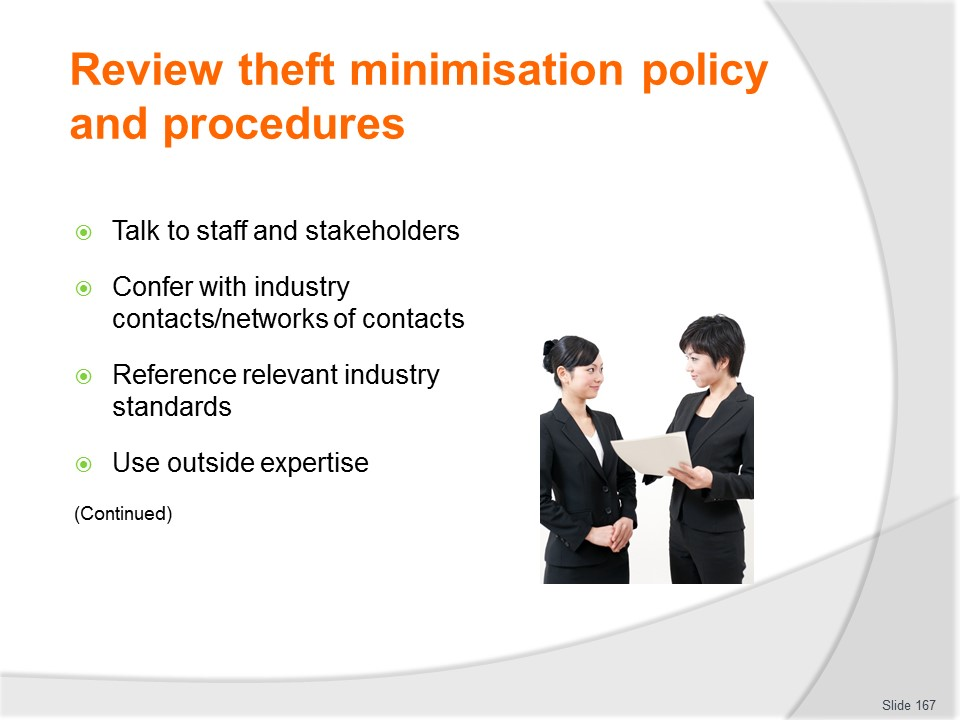 Review theft minimisation policy
and procedures
Talk to staff and stakeholders
Confer with industry
contacts/networks of contacts
Reference relevant industry
standards
Use outside expertise
(Continued)
Slide 167